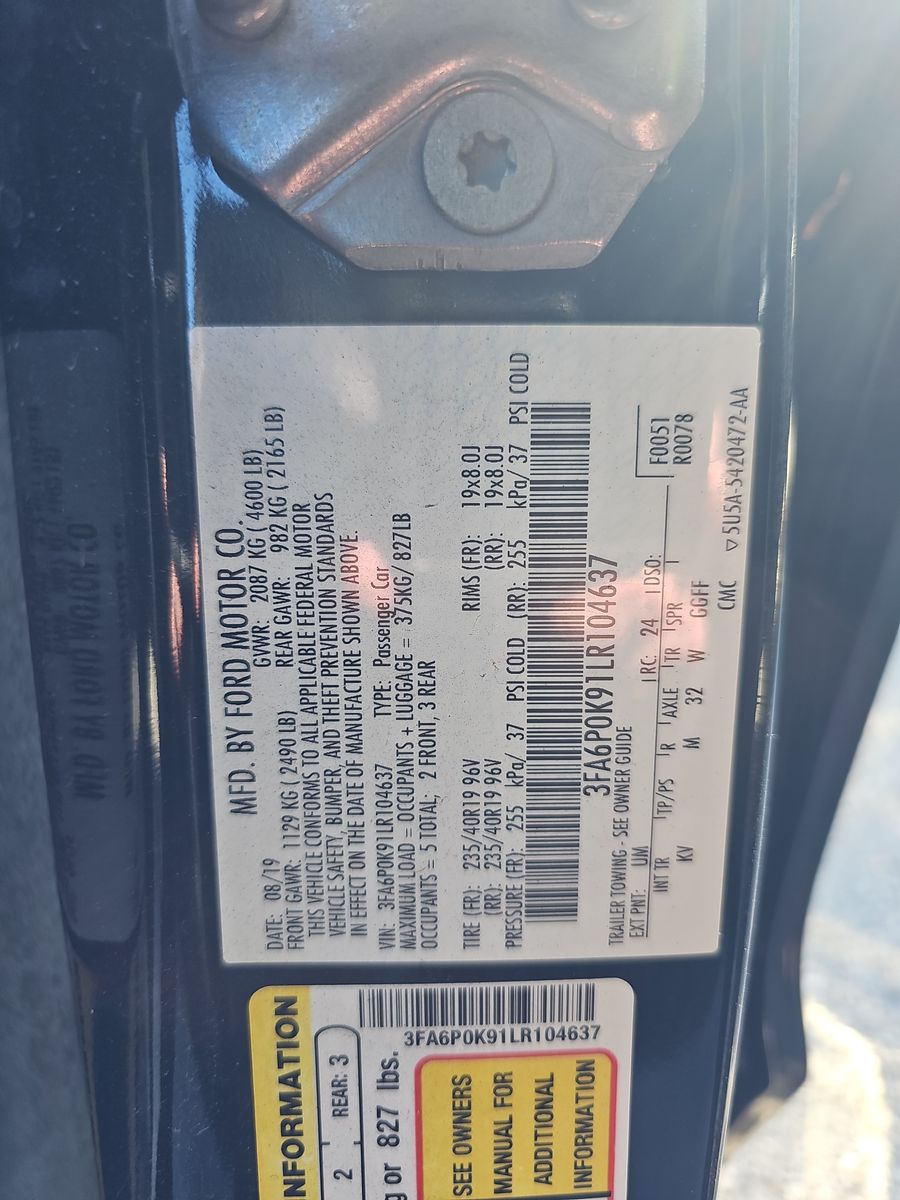 MFD. BY FORD MOTOR CO.
DATE: 08/19 GVWR: 2087 KG ( 4600 LB)
FRONT GAWR: 1129 KG ( 2490 LB) REAR GAWR: 982 KG ( 2165 LB)
THIS VEHICLE CONFORMS TO ALL APPLICABLE FEDERAL MOTOR
VEHICLE SAFETY, BUMPER, AND THEFT PREVENTION STANDARDS
IN EFFECT ON THE DATE OF MANUFACTURE SHOWN ABOVE.
VIN: 3FA6P0K91LR104637 TYPE: Passenger Car
MAXIMUM LOAD = OCCUPANTS + LUGGAGE = 375KG/ 827LB
OCCUPANTS = 5 TOTAL; 2 FRONT, 3 REAR
TIRE (FR): 235/40R19 96V RIMS (FR): 19x8.0J
(RR): 235/40R19 96V (RR): 19x8.0J
PRESSURE (FR): 255 kPa/ 37 PSI COLD (RR): 255 kPa/ 37 PSI COLD
3FA6P0K91LR104637
TRAILER TOWING - SEE OWNER GUIDE
F0051
R0078
EXT PNT: UM RC: 24 DSO:
INT TR TP/PS R AXLE TR SPR
KV M 32 W GGFF
CMC ▽5U5A-5420472-AA
NFORMATION
2 REAR: 3
g or 827 lbs.
3FA6P0K91LR104637
SEE OWNERS
MANUAL FOR
ADDITIONAL
INFORMATION